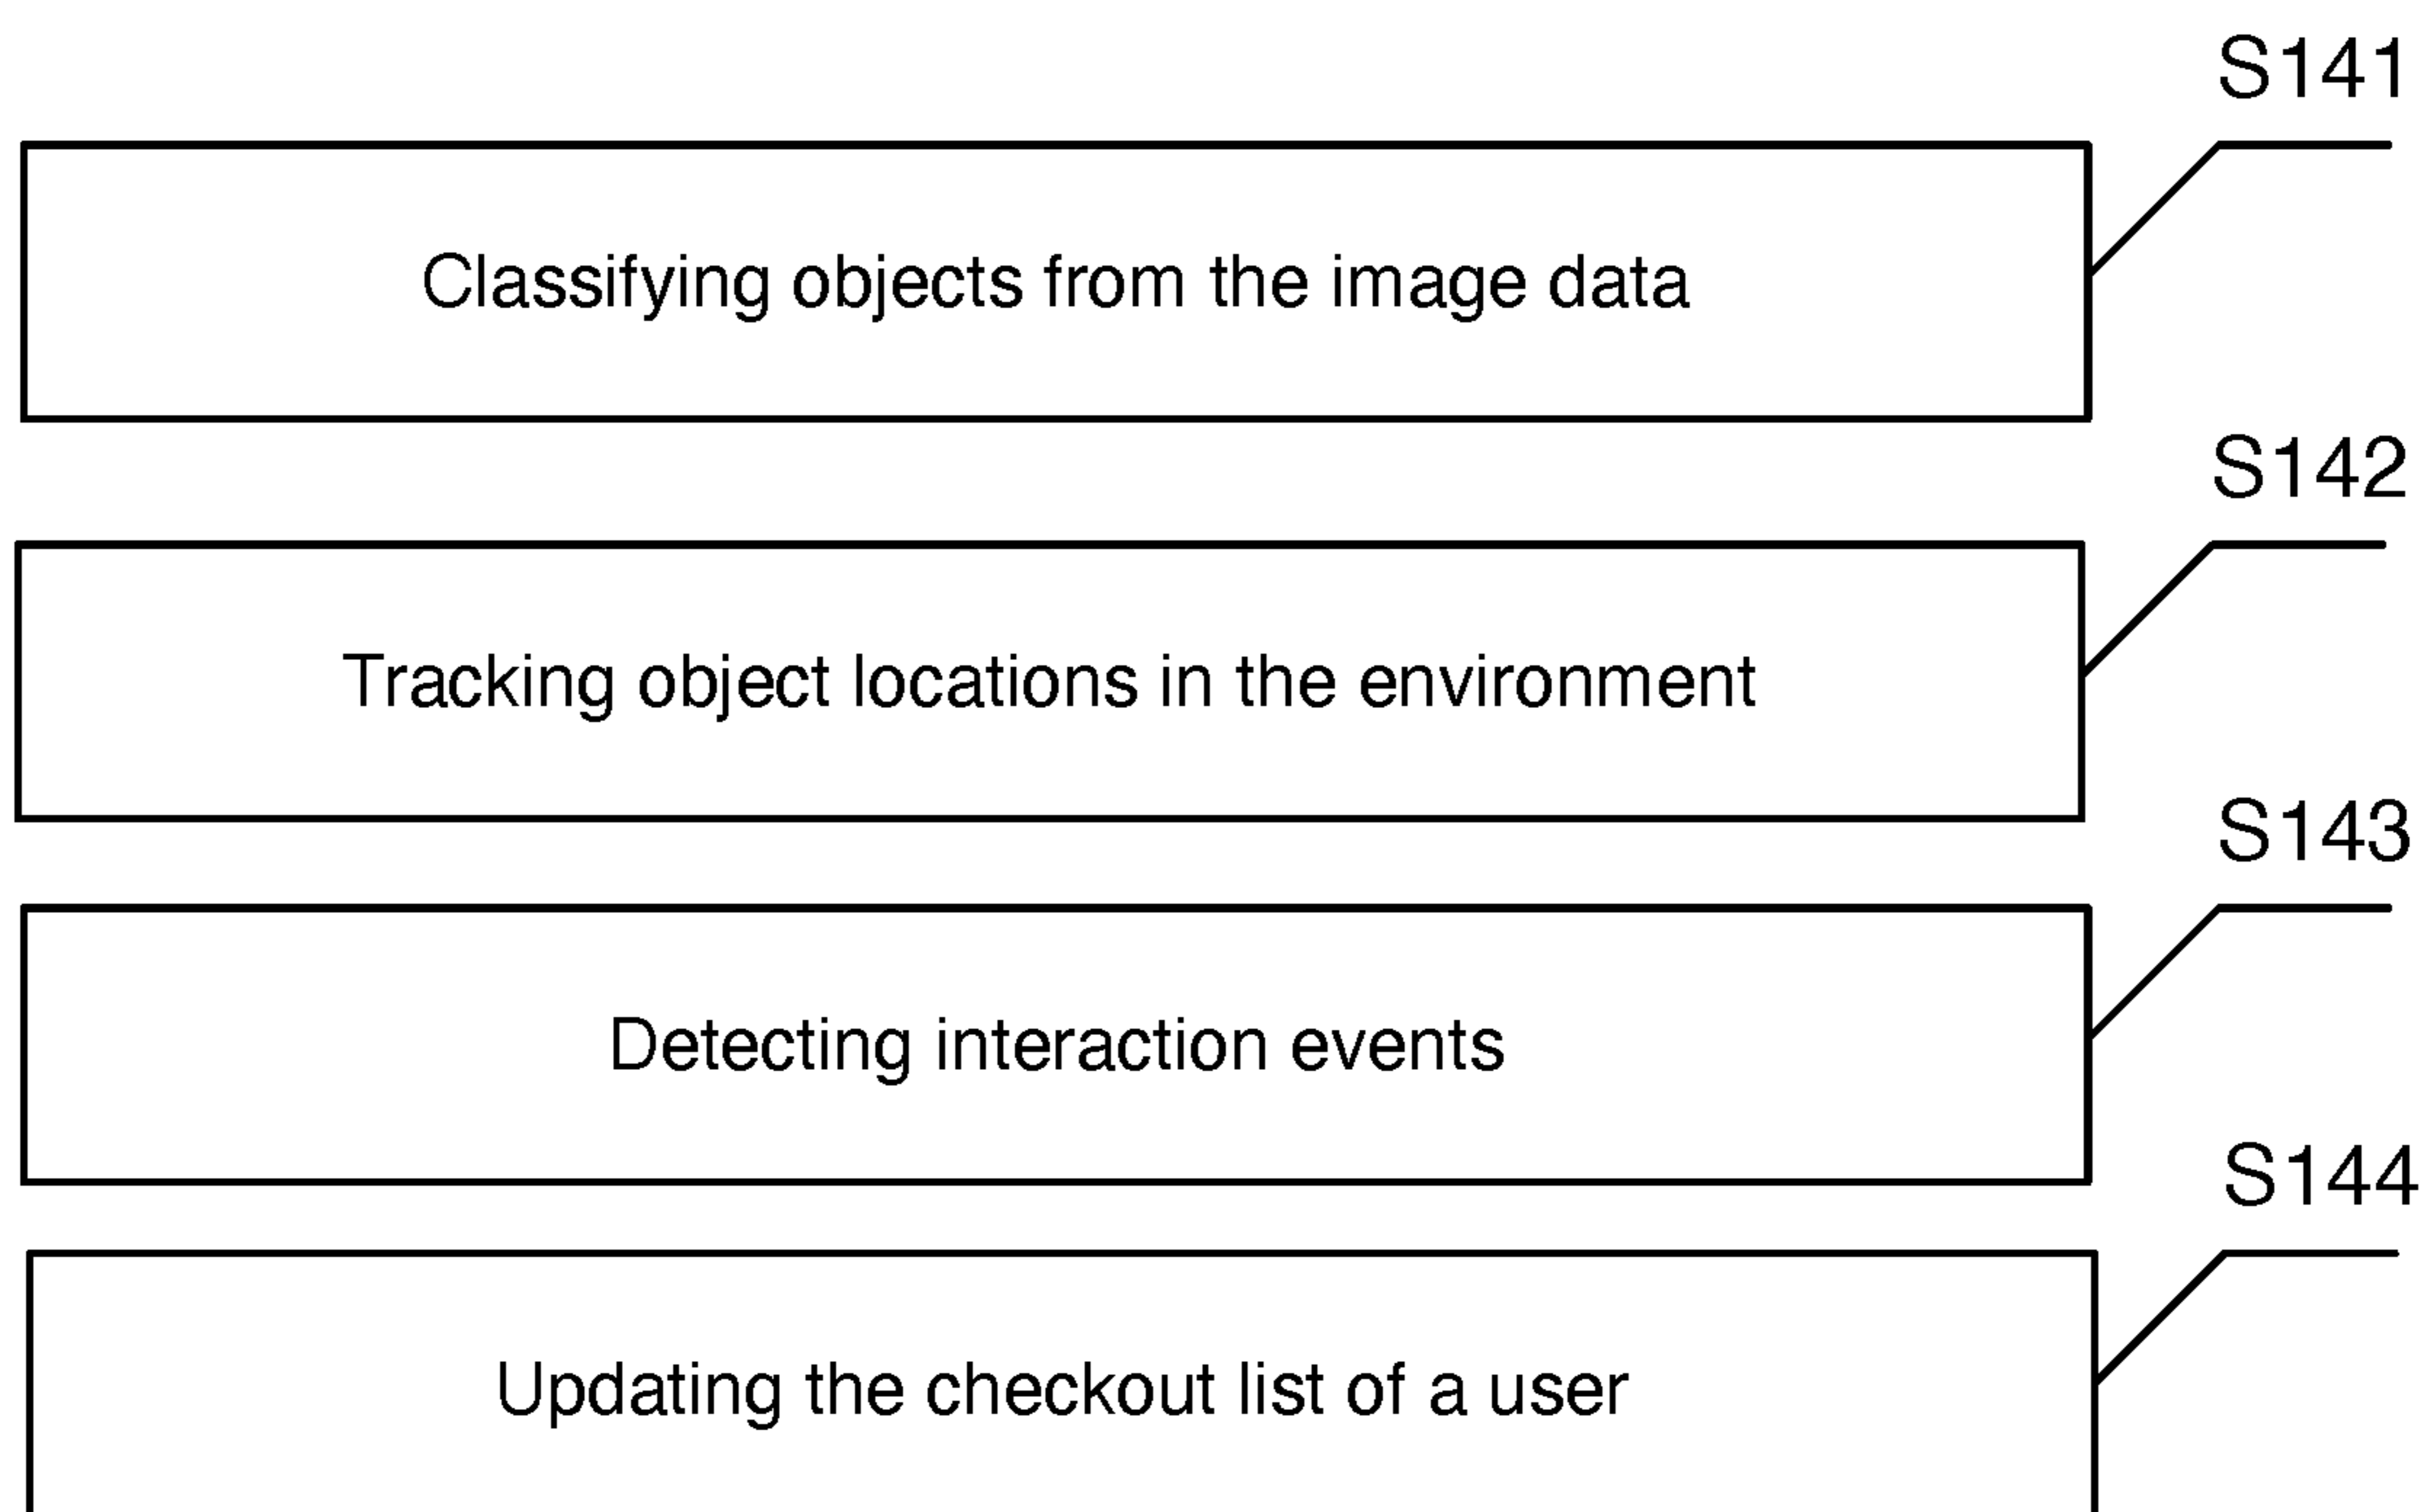 S141
Classifying objects from the image data
S142
Tracking object locations in the environment
S143
Detecting interaction events
S144
Updating the checkout list of a user